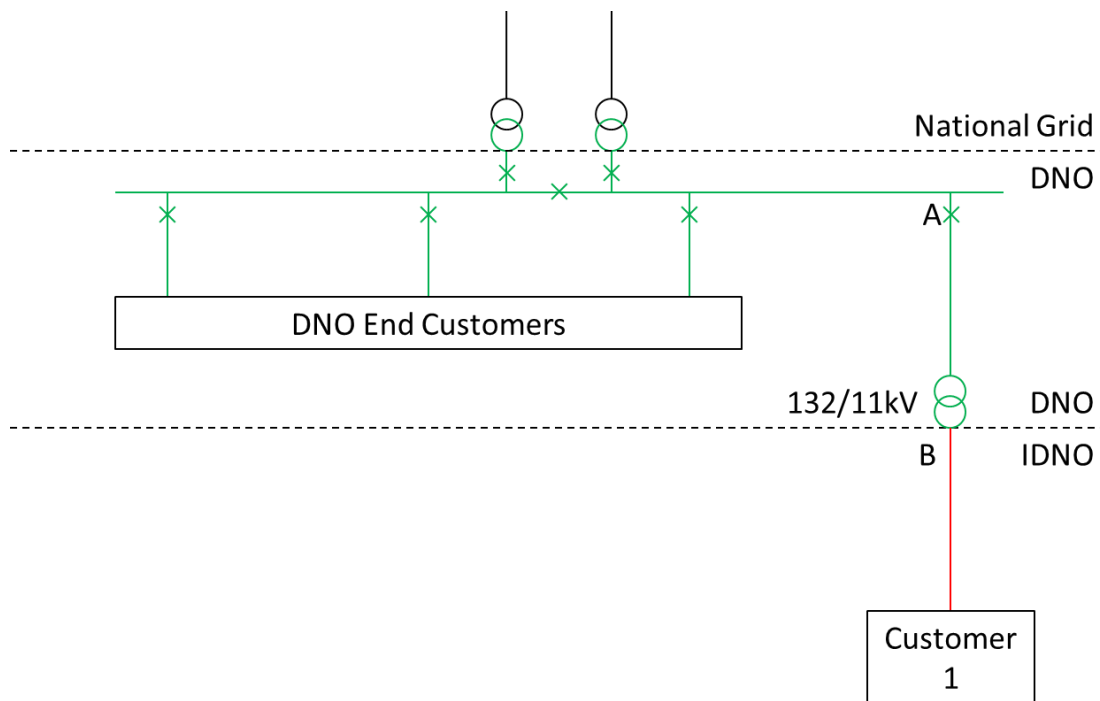 National Grid
DNO
A
DNO End Customers
132/11kV
DNO
B
IDNO
Customer
1